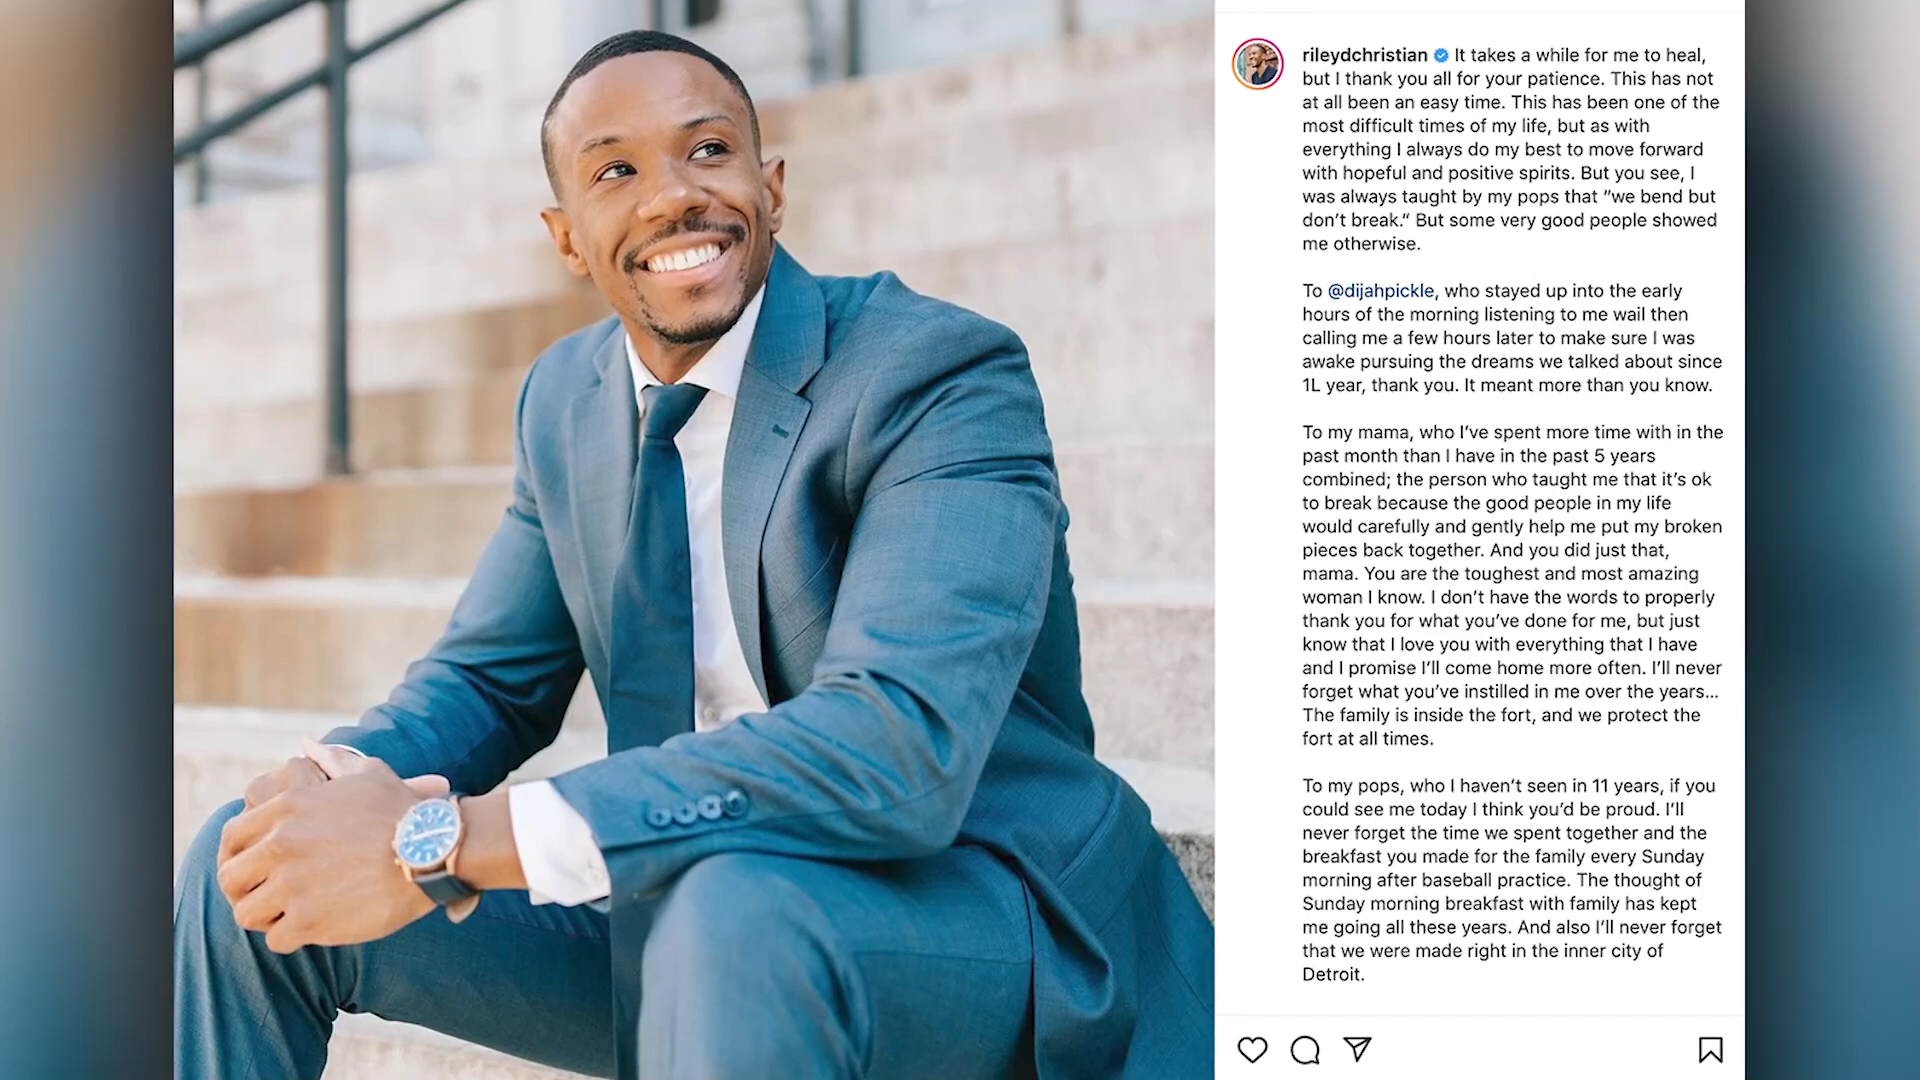 rileydchristian It takes a while for me to heal,
but I thank you all for your patience. This has not
at all been an easy time. This has been one of the
most difficult times of my life, but as with
everything I always do my best to move forward
with hopeful and positive spirits. But you see, I
was always taught by my pops that “we bend but
don’t break.“ But some very good people showed
me otherwise.
To @dijahpickle, who stayed up into the early
hours of the morning listening to me wail then
calling me a few hours later to make sure I was
awake pursuing the dreams we talked about since
1L year, thank you. It meant more than you know.
To my mama, who I’ve spent more time with in the
past month than I have in the past 5 years
combined; the person who taught me that it’s ok
to break because the good people in my life
would carefully and gently help me put my broken
pieces back together. And you did just that,
mama. You are the toughest and most amazing
woman I know. I don’t have the words to properly
thank you for what you’ve done for me, but just
know that I love you with everything that I have
and I promise I’ll come home more often. I’ll never
forget what you’ve instilled in me over the years…
The family is inside the fort, and we protect the
fort at all times.
To my pops, who I haven’t seen in 11 years, if you
could see me today I think you’d be proud. I’ll
never forget the time we spent together and the
breakfast you made for the family every Sunday
morning after baseball practice. The thought of
Sunday morning breakfast with family has kept
me going all these years. And also I’ll never forget
that we were made right in the inner city of
Detroit.